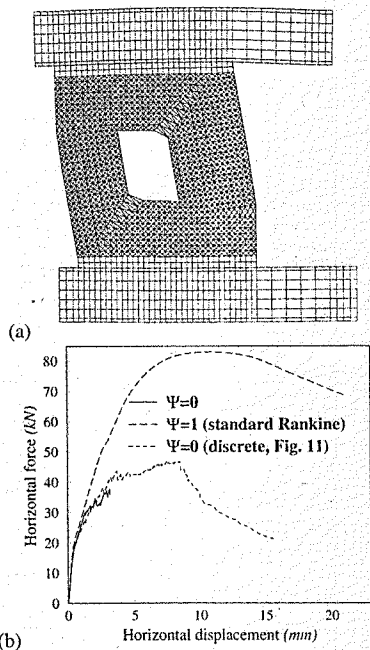 (a)
80
70
60
50
40
30
20
10
0
Horizontal force (kN)
Ψ=0
Ψ=1 (standard Rankine)
Ψ=0 (discrete, Fig. 11)
0 5 10 15 20
(b) Horizontal displacement (mm)